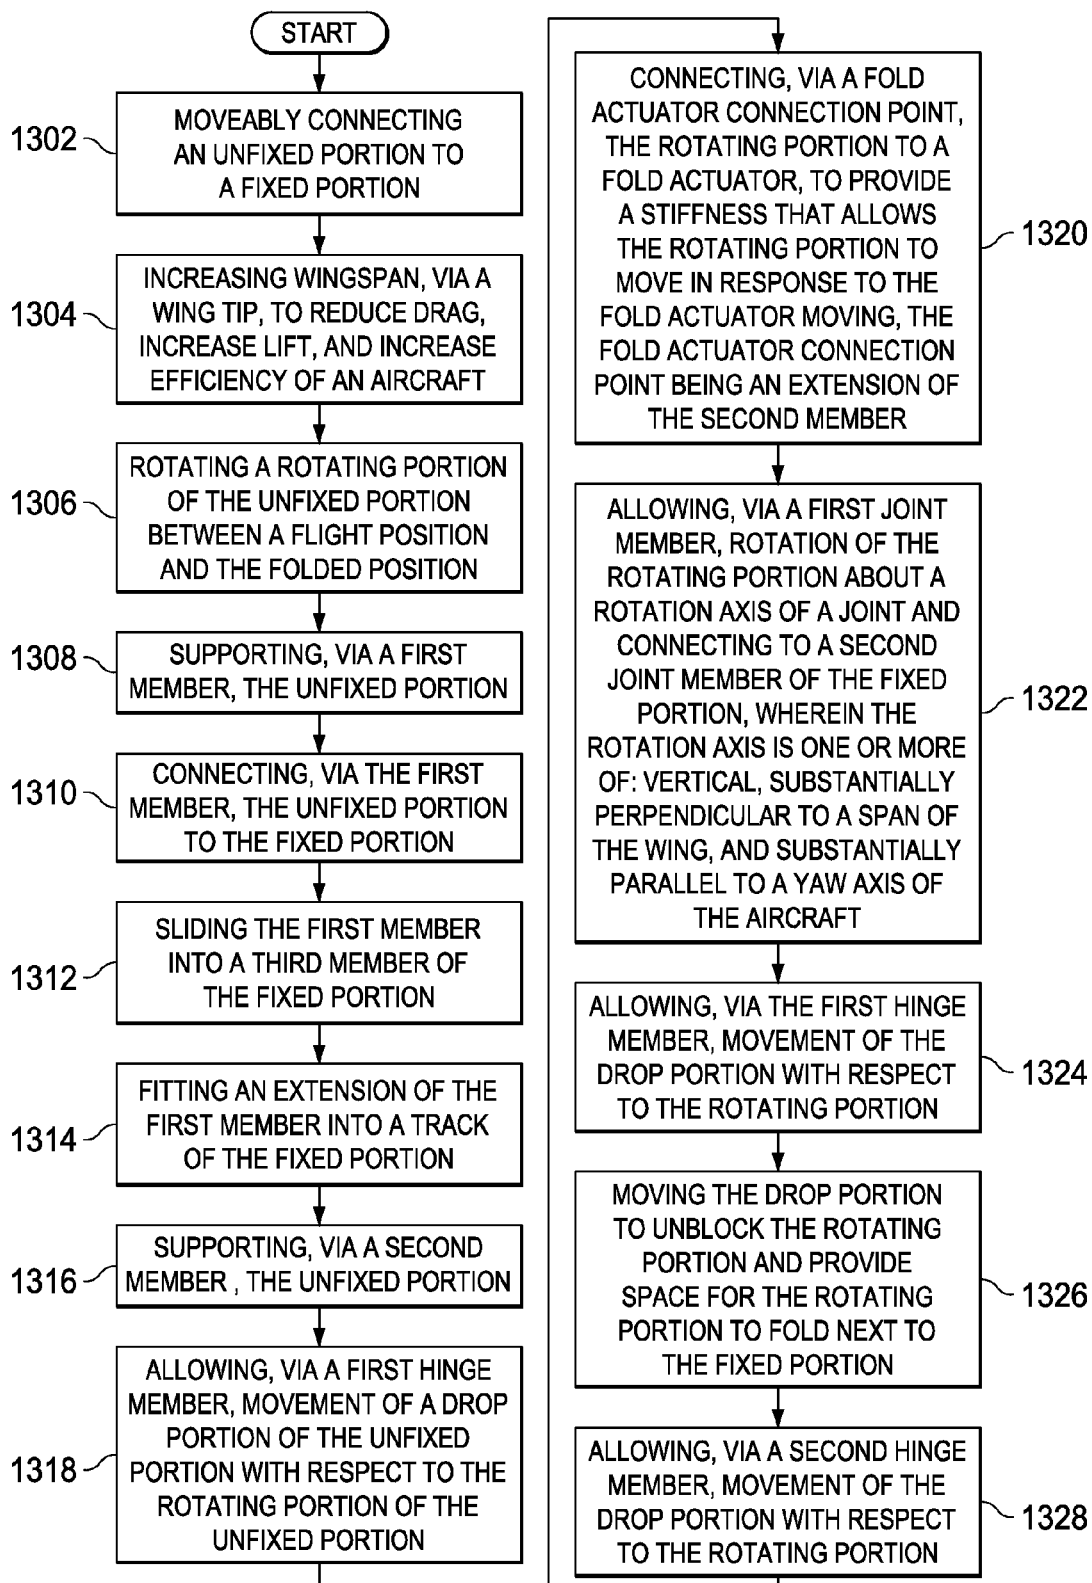 START
1302
MOVEABLY CONNECTING
AN UNFIXED PORTION TO
A FIXED PORTION
1304
INCREASING WINGSPAN, VIA A
WING TIP, TO REDUCE DRAG,
INCREASE LIFT, AND INCREASE
EFFICIENCY OF AN AIRCRAFT
1306
ROTATING A ROTATING PORTION
OF THE UNFIXED PORTION
BETWEEN A FLIGHT POSITION
AND THE FOLDED POSITION
1308
SUPPORTING, VIA A FIRST
MEMBER, THE UNFIXED PORTION
1310
CONNECTING, VIA THE FIRST
MEMBER, THE UNFIXED PORTION
TO THE FIXED PORTION
1312
SLIDING THE FIRST MEMBER
INTO A THIRD MEMBER OF
THE FIXED PORTION
1314
FITTING AN EXTENSION OF THE
FIRST MEMBER INTO A TRACK
OF THE FIXED PORTION
1316
SUPPORTING, VIA A SECOND
MEMBER , THE UNFIXED PORTION
1318
ALLOWING, VIA A FIRST HINGE
MEMBER, MOVEMENT OF A DROP
PORTION OF THE UNFIXED
PORTION WITH RESPECT TO THE
ROTATING PORTION OF THE
UNFIXED PORTION
CONNECTING, VIA A FOLD
ACTUATOR CONNECTION POINT,
THE ROTATING PORTION TO A
FOLD ACTUATOR, TO PROVIDE
A STIFFNESS THAT ALLOWS
THE ROTATING PORTION TO
MOVE IN RESPONSE TO THE
FOLD ACTUATOR MOVING, THE
FOLD ACTUATOR CONNECTION
POINT BEING AN EXTENSION OF
THE SECOND MEMBER
1320
ALLOWING, VIA A FIRST JOINT
MEMBER, ROTATION OF THE
ROTATING PORTION ABOUT A
ROTATION AXIS OF A JOINT AND
CONNECTING TO A SECOND
JOINT MEMBER OF THE FIXED
PORTION, WHEREIN THE
ROTATION AXIS IS ONE OR MORE
OF: VERTICAL, SUBSTANTIALLY
PERPENDICULAR TO A SPAN OF
THE WING, AND SUBSTANTIALLY
PARALLEL TO A YAW AXIS OF
THE AIRCRAFT
1322
ALLOWING, VIA THE FIRST HINGE
MEMBER, MOVEMENT OF THE
DROP PORTION WITH RESPECT
TO THE ROTATING PORTION
1324
MOVING THE DROP PORTION
TO UNBLOCK THE ROTATING
PORTION AND PROVIDE
SPACE FOR THE ROTATING
PORTION TO FOLD NEXT TO
THE FIXED PORTION
1326
ALLOWING, VIA A SECOND HINGE
MEMBER, MOVEMENT OF THE
DROP PORTION WITH RESPECT
TO THE ROTATING PORTION
1328